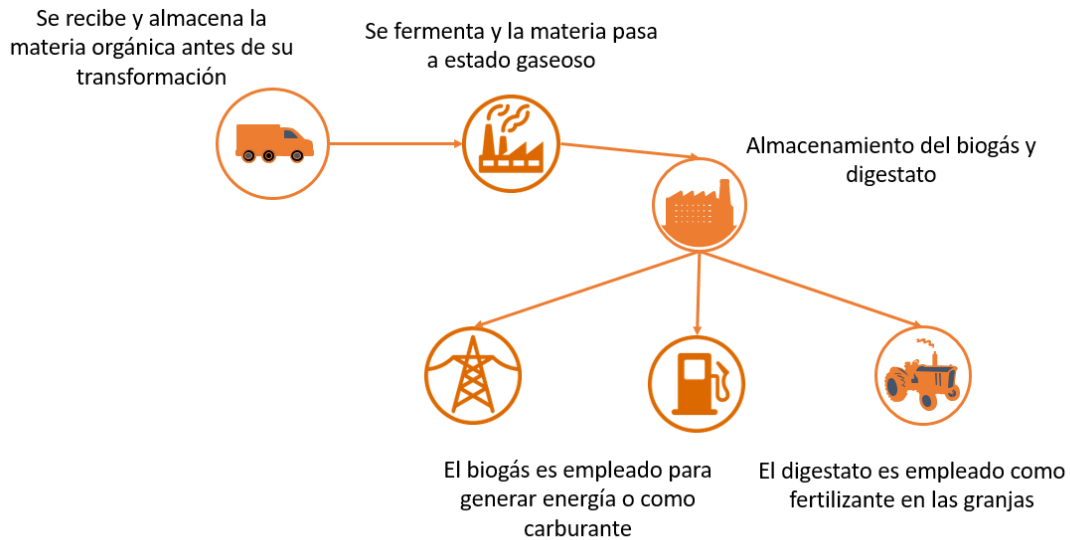 Se recibe y almacena la
materia orgánica antes de su
transformación
Se fermenta y la materia pasa
a estado gaseoso
Almacenamiento del biogás y
digestato
El biogás es empleado para
generar energía o como
carburante
El digestato es empleado como
fertilizante en las granjas